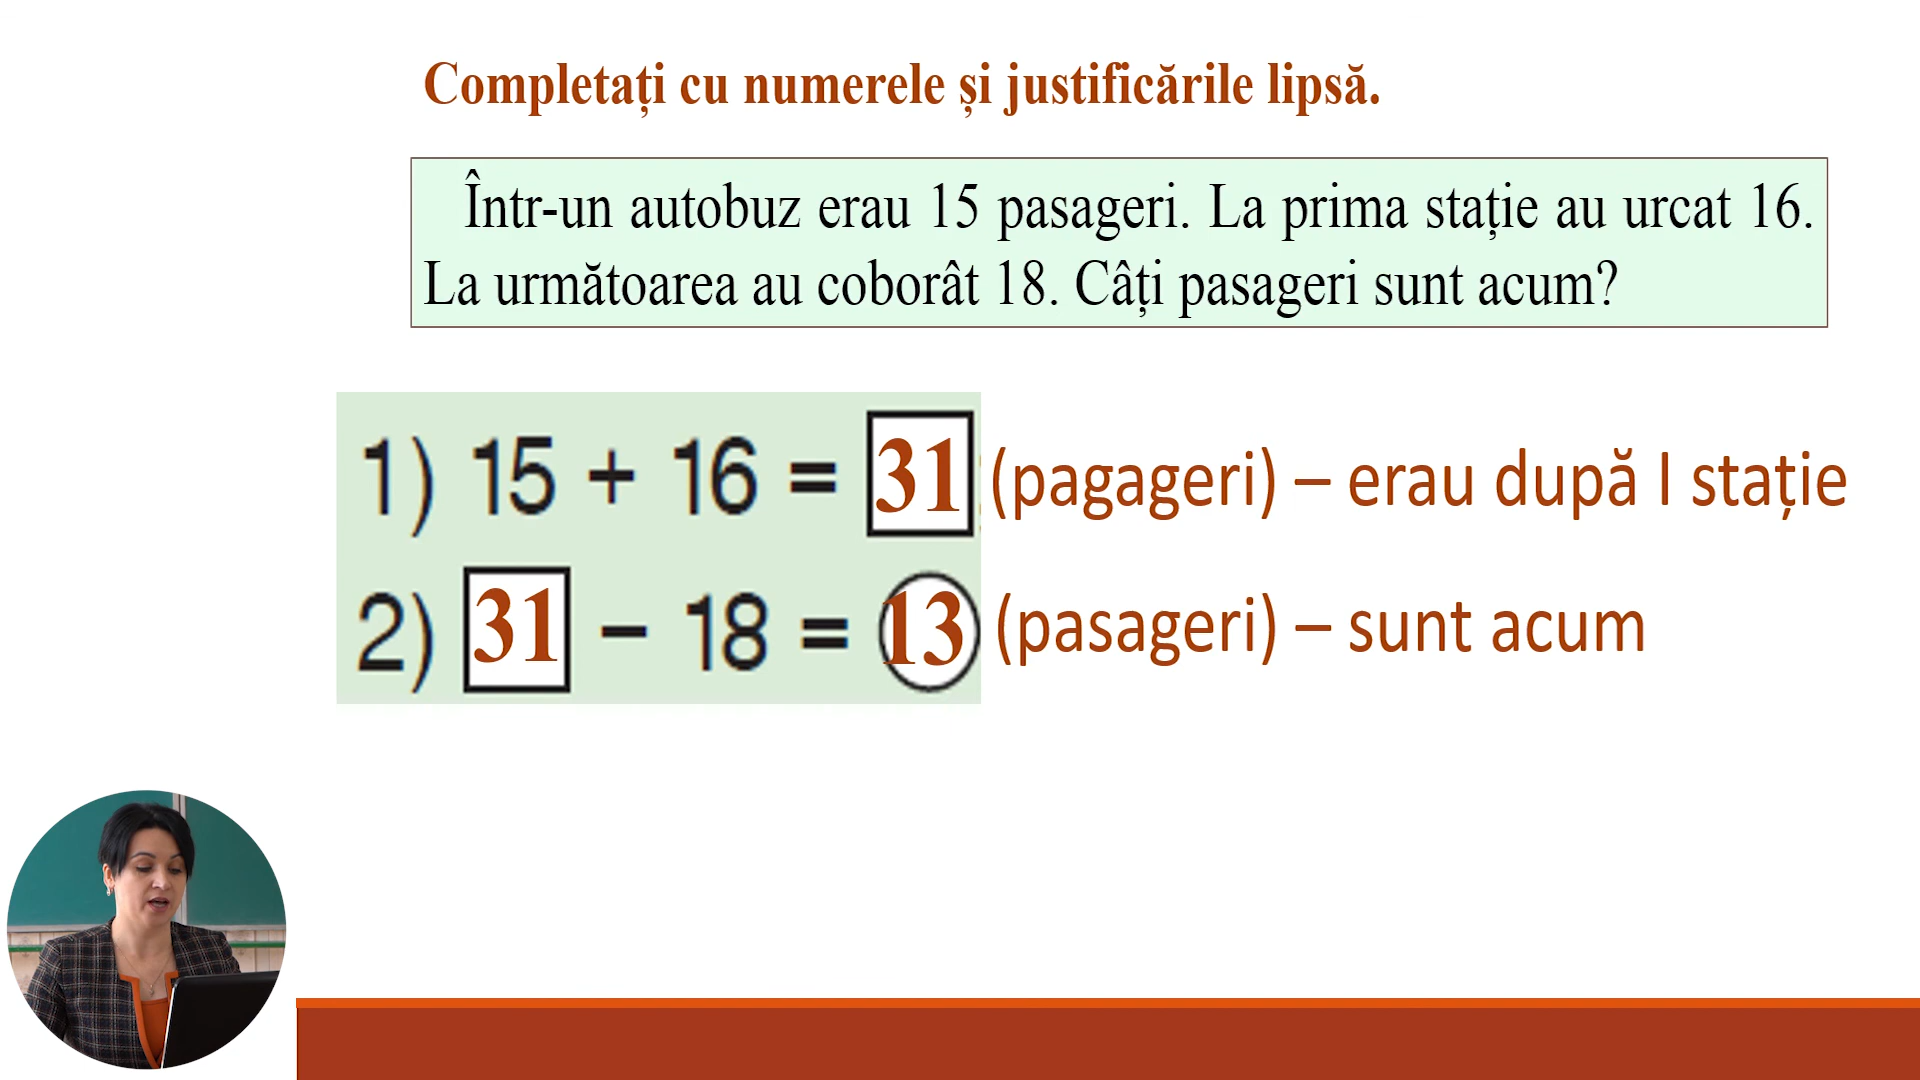 Completați cu numerele și justificările lipsă.
Într-un autobuz erau 15 pasageri. La prima stație au urcat 16.
La următoarea au coborât 18. Câți pasageri sunt acum?
1) 15 + 16 = 31 (pagageri) – erau după I stație
2) 31 – 18 = 13 (pasageri) – sunt acum